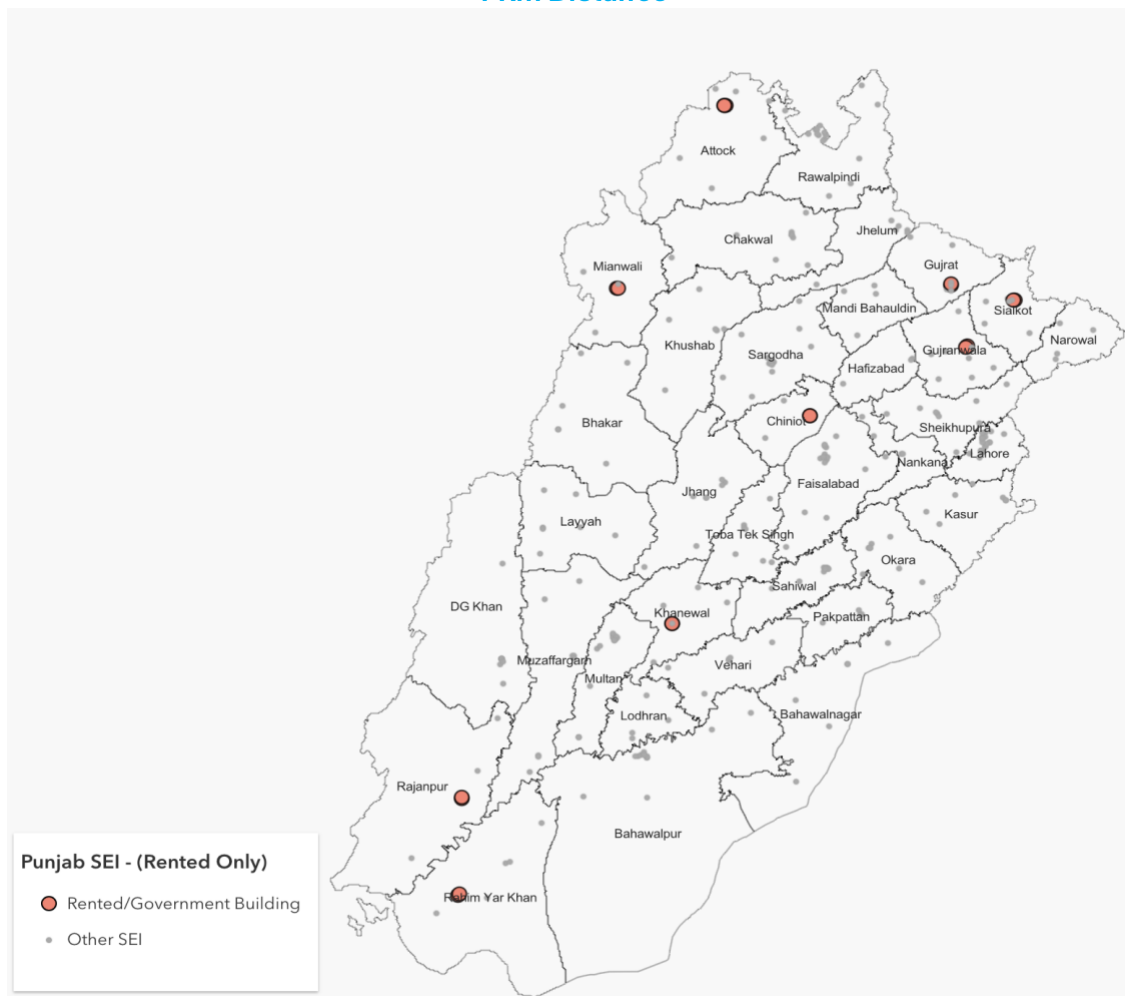 Attock
Rawalpindi
Chakwal
Jhelum
Mianwali
Gujrat
Mandi Bahauldin
Sialkot
Khushab
Sargodha
Gujranwala
Narowal
Hafizabad
Bhakar
Chiniot
Sheikhupura
Lahore
Nankana
Jhang
Faisalabad
Layyah
Kasur
Toba Tek Singh
Okara
Sahiwal
DG Khan
Khanewal
Pakpattan
Muzaffargarh
Vehari
Multan
Lodhran
Bahawalnagar
Rajanpur
Bahawalpur
Rahim Yar Khan
Punjab SEI - (Rented Only)
Rented/Government Building
Other SEI